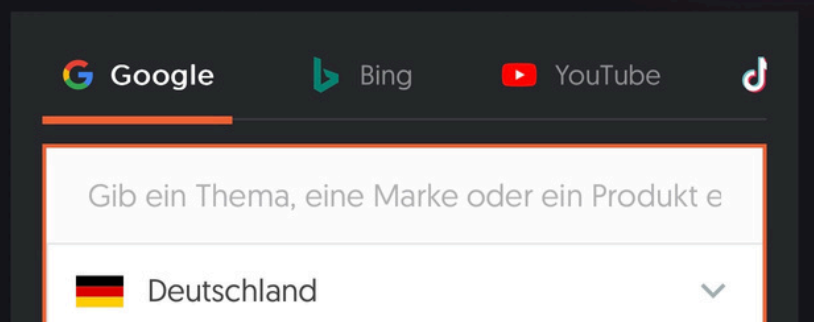 Google Bing YouTube
Gib ein Thema, eine Marke oder ein Produkt e
Deutschland